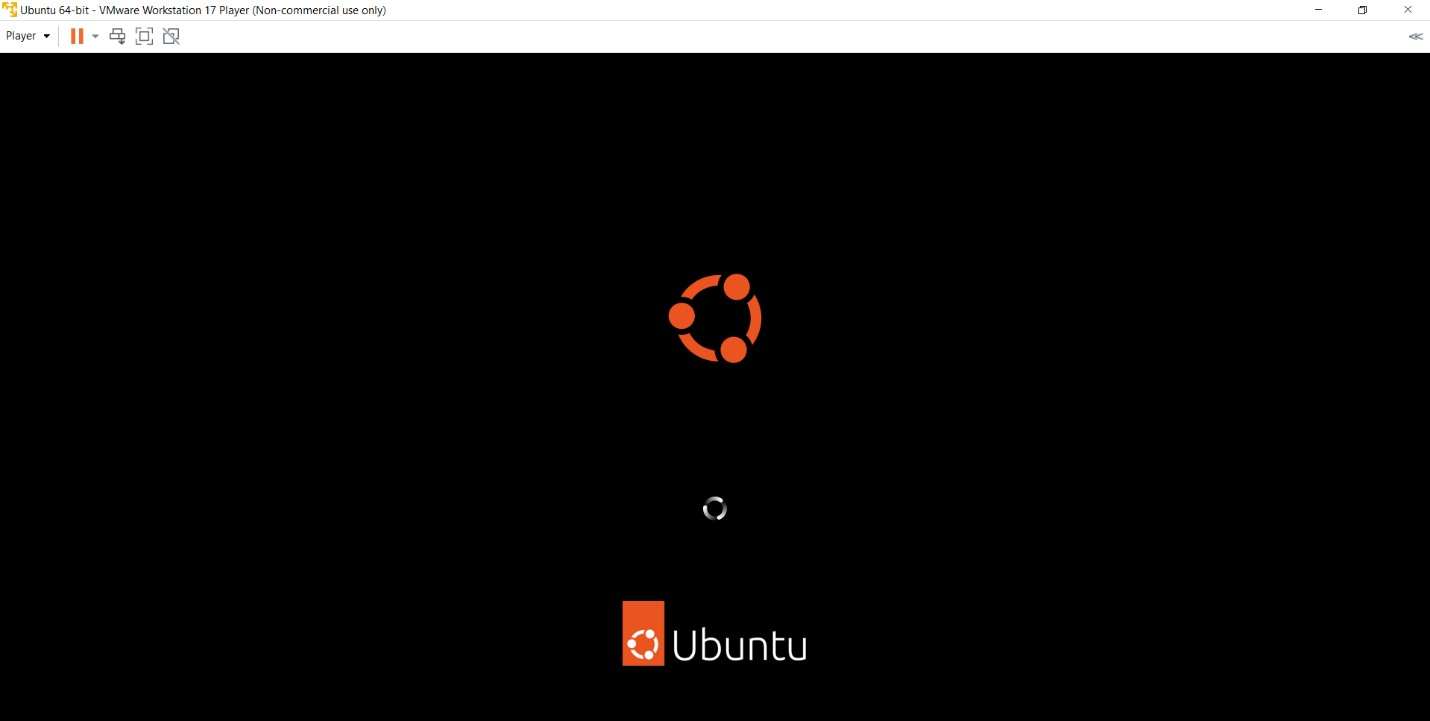 Ubuntu 64-bit - VMware Workstation 17 Player (Non-commercial use only)
Player
Ubuntu